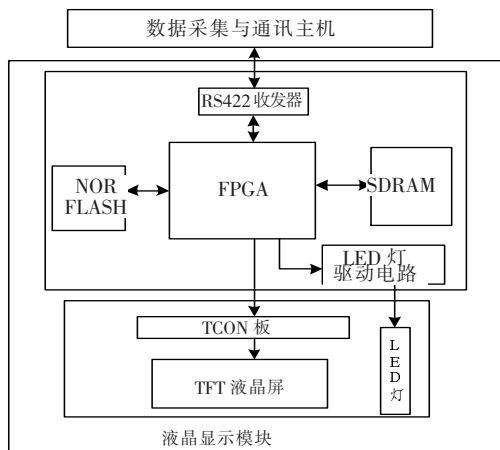 数据采集与通讯主机
RS422 收发器
NOR
FLASH
FPGA
SDRAM
LED 灯
驱动电路
TCON 板
TFT 液晶屏
L
E
D
灯
液晶显示模块